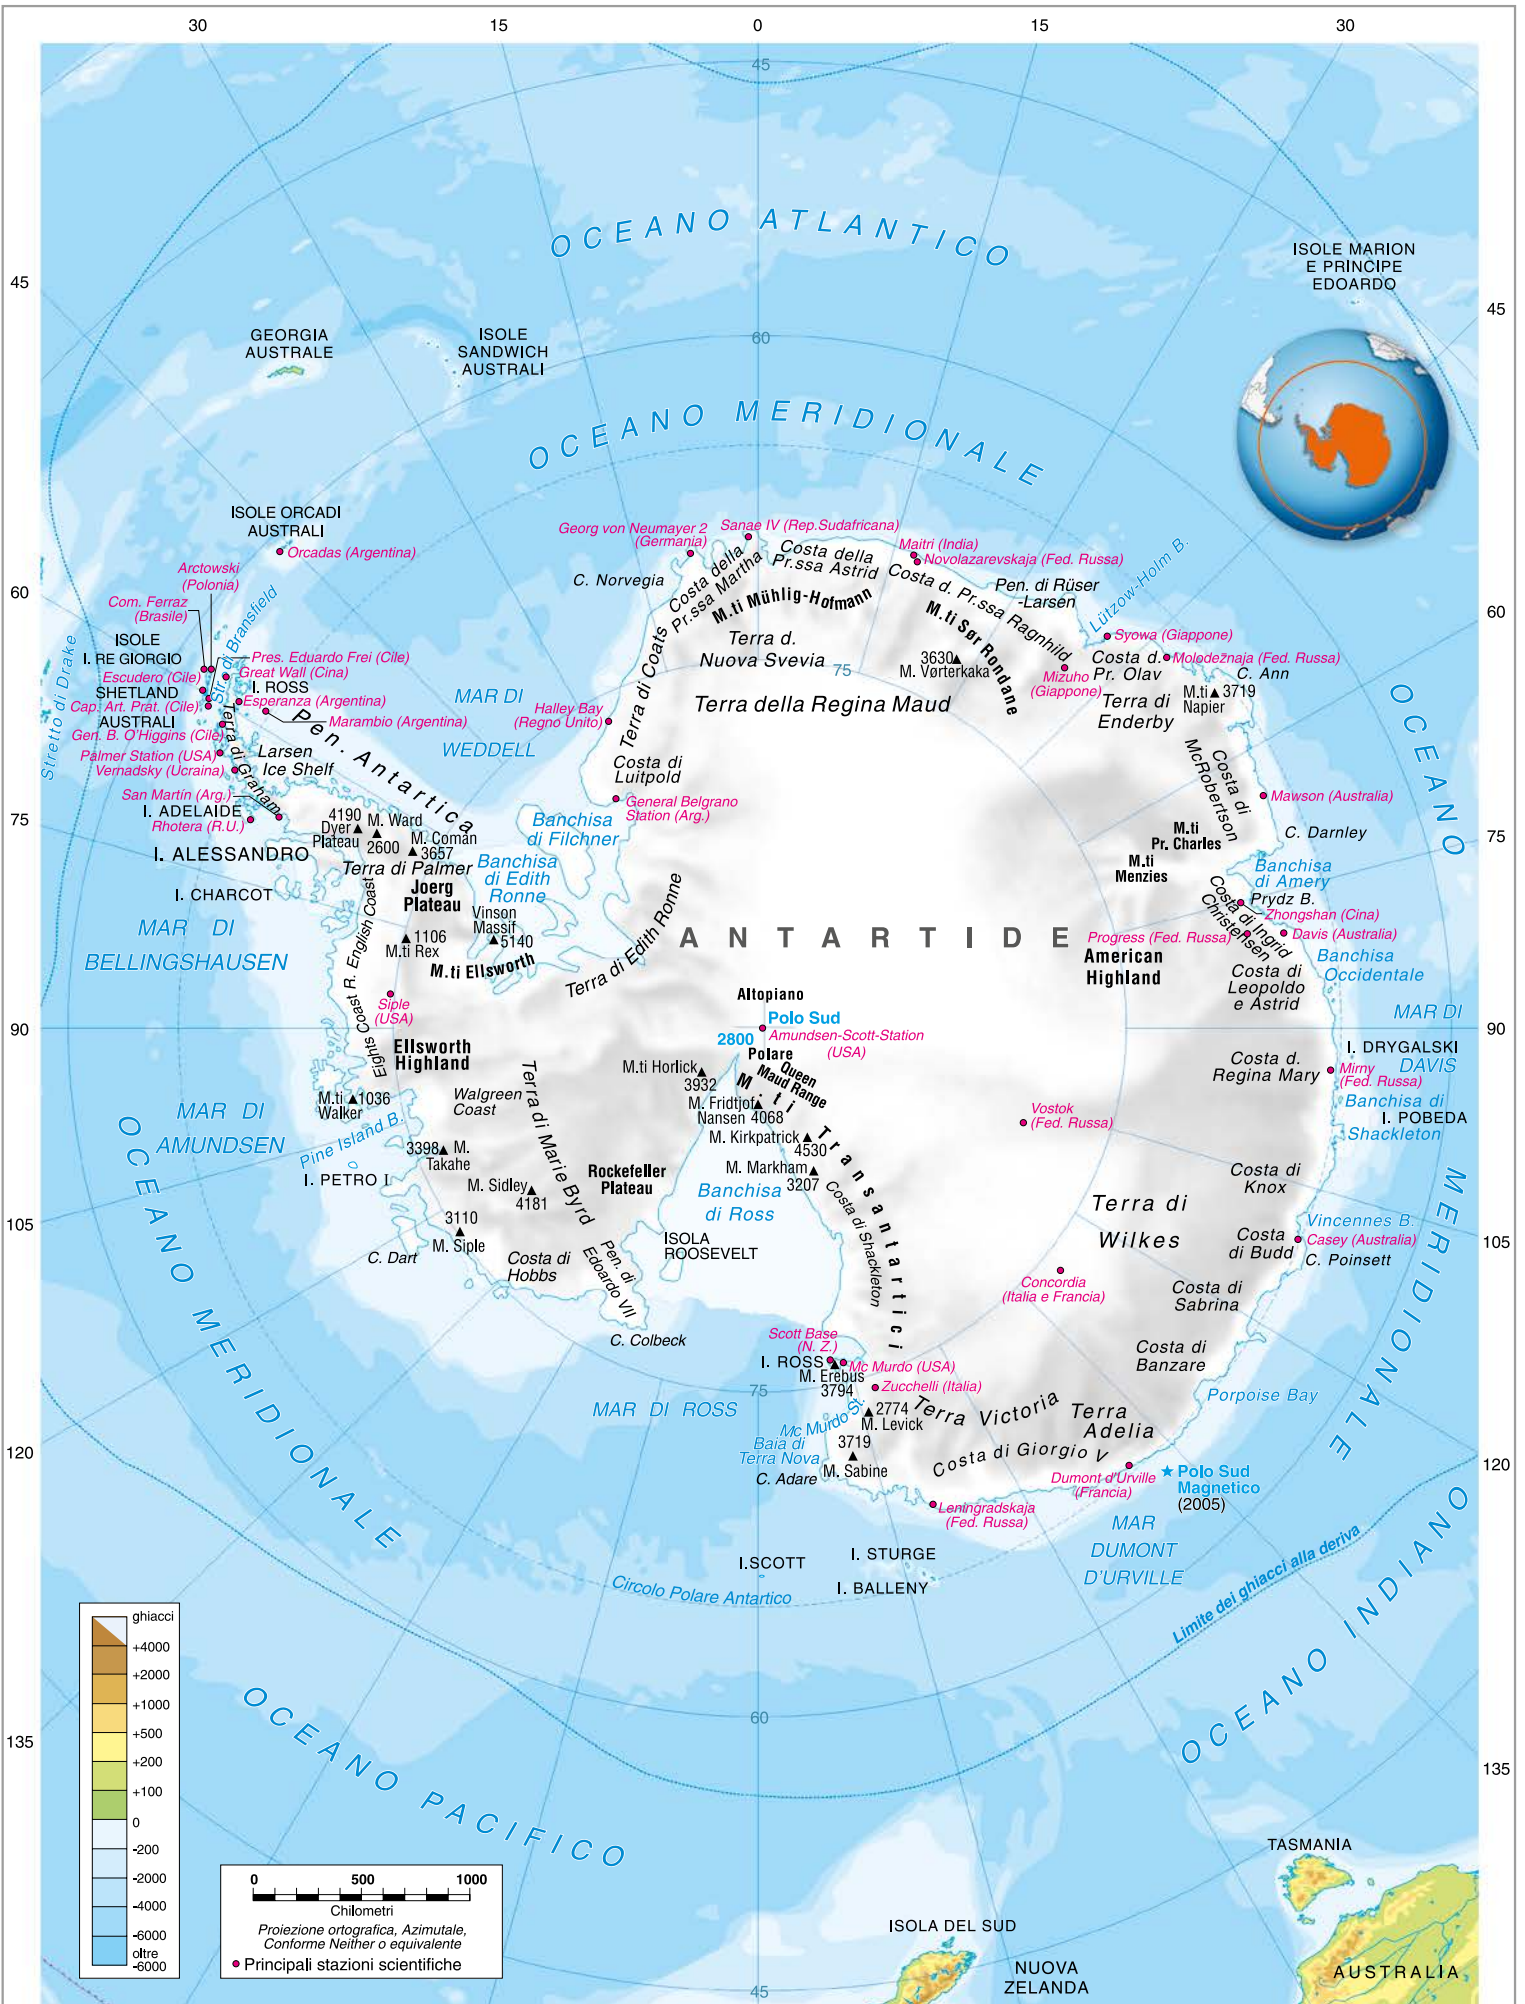 30
15
0
15
30
45
OCEANO ATLANTICO
ISOLE MARION
E PRINCIPE
EDOARDO
45
45
GEORGIA
AUSTRALE
ISOLE
SANDWICH
AUSTRALI
60
OCEANO MERIDIONALE
ISOLE ORCADI
AUSTRALI
Orcadas (Argentina)
Georg von Neumayer 2
(Germania)
Sanae IV (Rep.Sudafricana)
Maitri (India)
Novolazarevskaja (Fed. Russa)
Costa della
Pr.ssa Martha
Costa della
Pr.ssa Astrid
Costa d. Pr.ssa Ragnhild
Pen. di Rüser
-Larsen
Lützow-Holm B.
C. Norvegia
Arctowski
(Polonia)
Com. Ferraz
(Brasile)
60
60
ISOLE
I. RE GIORGIO
Escudero (Cile)
SHETLAND
Cap. Art. Prat. (Cile)
AUSTRALI
Gen. B. O'Higgins (Cile)
Palmer Station (USA)
Vernadsky (Ucraina)
San Martín (Arg.)
I. ADELAIDE
Rhotera (R.U.)
Stretto di Drake
Str. di Bransfield
Pres. Eduardo Frei (Cile)
Great Wall (Cina)
I. ROSS
Esperanza (Argentina)
Marambio (Argentina)
Terra di Graham
Larsen
Ice Shelf
Pen. Antartica
MAR DI
WEDDELL
Halley Bay
(Regno Unito)
Terra di Coats
Costa di
Luitpold
General Belgrano
Station (Arg.)
M.ti Mühlig-Hofmann
Terra d.
Nuova Svevia
75
Terra della Regina Maud
3630
M. Vørterkaka
M.ti Sør Rondane
Mizuho
(Giappone)
Syowa (Giappone)
Molodežnaja (Fed. Russa)
Costa d.
Pr. Olav
C. Ann
M.ti
Napier
3719
Terra di
Enderby
OCEANO
Costa di
McRobertson
Mawson (Australia)
C. Darnley
75
75
M.ti
Pr. Charles
M.ti
Menzies
Banchisa
di Amery
Prydz B.
Zhongshan (Cina)
Progress (Fed. Russa)
Davis (Australia)
Costa di Ingrid
Christensen
Banchisa
Occidentale
American
Highland
Costa di
Leopoldo
e Astrid
4190
Dyer
Plateau
M. Ward
2600
M. Coman
3657
I. ALESSANDRO
Terra di Palmer
Joerg
Plateau
I. CHARCOT
Banchisa
di Filchner
Banchisa
di Edith
Ronne
Vinson
Massif
5140
1106
M.ti Rex
M.ti Ellsworth
Terra di Edith Ronne
ANTARTIDE
MAR DI
BELLINGSHAUSEN
Eights Coast R. English Coast
Siple
(USA)
Altopiano
Polo Sud
2800
Amundsen-Scott-Station
(USA)
Polare
Queen
Maud Range
MAR DI
DAVIS
90
90
I. DRYGALSKI
Costa d.
Regina Mary
Mirny
(Fed. Russa)
Banchisa di
Shackleton
I. POBEDA
Ellsworth
Highland
Walgreen
Coast
M.ti
Walker
1036
Pine Island B.
MAR DI
AMUNDSEN
3398
M.
Takahe
I. PETRO I
M. Sidley
4181
3110
M. Siple
C. Dart
Terra di Marie Byrd
Rockefeller
Plateau
M.ti Horlick
3932
M. Fridtjof
Nansen 4068
M. Kirkpatrick
4530
M. Markham
3207
M.ti Transantartici
Costa di Shackleton
Banchisa
di Ross
ISOLA
ROOSEVELT
Costa di
Hobbs
Pen. di
Edoardo VII
C. Colbeck
Vostok
(Fed. Russa)
Costa di
Knox
Terra di
Wilkes
Vincennes B.
Casey (Australia)
Costa
di Budd
C. Poinsett
105
105
Concordia
(Italia e Francia)
Costa di
Sabrina
Costa di
Banzare
Porpoise Bay
OCEANO MERIDIONALE
MERIDIONALE
Scott Base
(N. Z.)
I. ROSS
Mc Murdo (USA)
M. Erebus
3794
Zucchelli (Italia)
75
MAR DI ROSS
Mc Murdo St.
2774
M. Levick
Baia di
Terra Nova
3719
M. Sabine
C. Adare
Terra Victoria
Terra
Adelia
Costa di Giorgio V
Dumont d'Urville
(Francia)
Polo Sud
Magnetico
(2005)
Leningradskaja
(Fed. Russa)
MAR
DUMONT
D'URVILLE
120
120
I.SCOTT
I. STURGE
I. BALLENY
Circolo Polare Antartico
Limite dei ghiacci alla deriva
OCEANO INDIANO
60
OCEANO PACIFICO
135
135
ghiacci
+4000
+2000
+1000
+500
+200
+100
0
-200
-2000
-4000
-6000
oltre
-6000
0 500 1000
Chilometri
Proiezione ortografica, Azimutale,
Conforme Neither o equivalente
Principali stazioni scientifiche
45
ISOLA DEL SUD
NUOVA
ZELANDA
TASMANIA
AUSTRALIA